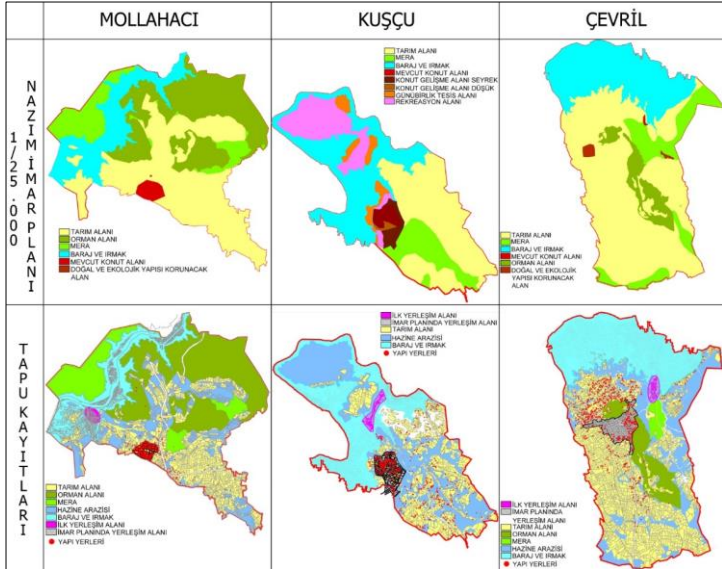 MOLLAHACI
KUŞÇU
ÇEVRİL
NAZIM İMAR PLANI
1/25.000
TARIM ALANI
ORMAN ALANI
MERA
BARAJ VE IRMAK
MEVCUT KONUT ALANI
DOĞAL VE EKOLOJİK YAPISI KORUNACAK
ALAN
TARIM ALANI
MERA
BARAJ VE IRMAK
MEVCUT KONUT ALANI
KONUT GELİŞME ALANI SEYREK
KONUT GELİŞME ALANI DÜŞÜK
GÜNÜBİRLİK TESİS ALANI
REKREASYON ALANI
TARIM ALANI
MERA
BARAJ VE IRMAK
MEVCUT KONUT ALANI
ORMAN ALANI
DOĞAL VE EKOLOJİK
YAPISI KORUNACAK
ALAN
TAPU KAYITLARI
TARIM ALANI
ORMAN ALANI
MERA
HAZİNE ARAZİSİ
BARAJ VE IRMAK
İLK YERLEŞİM ALANI
İMAR PLANINDA YERLEŞİM ALANI
YAPI YERLERİ
İLK YERLEŞİM ALANI
İMAR PLANINDA YERLEŞİM ALANI
TARIM ALANI
HAZİNE ARAZİSİ
BARAJ VE IRMAK
YAPI YERLERİ
İLK YERLEŞİM ALANI
İMAR PLANINDA
YERLEŞİM ALANI
TARIM ALANI
ORMAN ALANI
MERA
HAZİNE ARAZİSİ
BARAJ VE IRMAK
YAPI YERLERİ